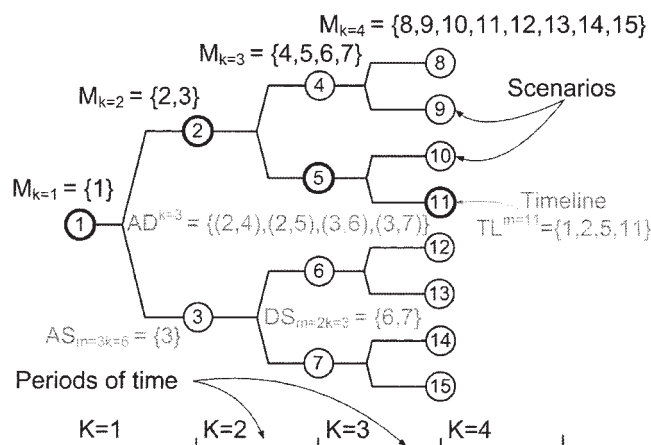 M_{k=4} = {8,9,10,11,12,13,14,15}
M_{k=3} = {4,5,6,7}
8
4
M_{k=2} = {2,3}
Scenarios
9
2
10
M_{k=1} = {1}
5
11
Timeline
1
AD^{k=3} = {(2,4),(2,5),(3.6),(3,7)}
TL^{m=11}={1,2,5,11}
12
6
13
3
DS_{m=2k=3} = {6,7}
AS_{m=3k=6} = {3}
14
7
Periods of time
15
K=1 K=2 K=3 K=4